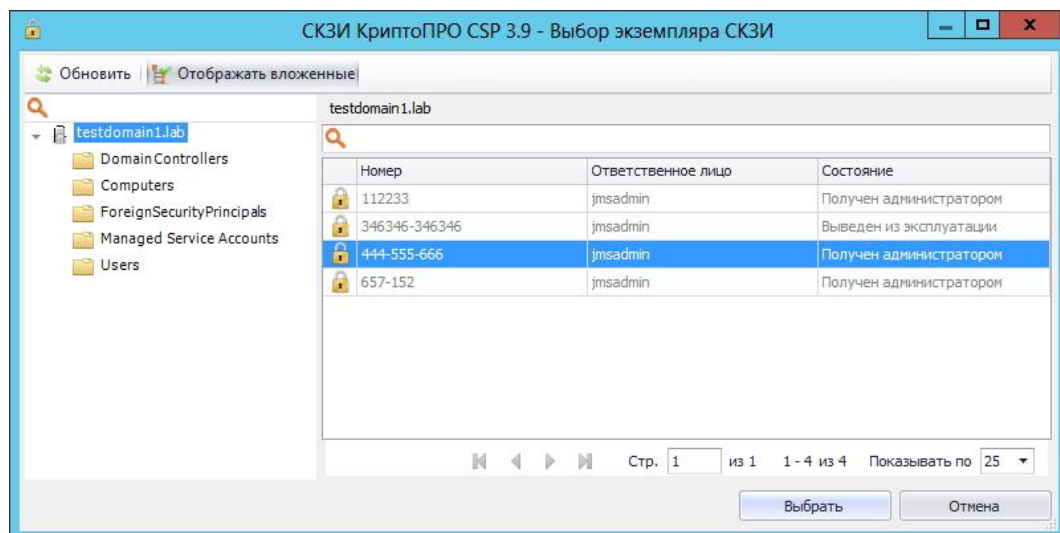 СКЗИ КриптоПРО CSP 3.9 - Выбор экземпляра СКЗИ
Обновить Отображать вложенные
testdomain1.lab
Domain Controllers
Computers
ForeignSecurityPrincipals
Managed Service Accounts
Users
testdomain1.lab
Номер Ответственное лицо Состояние
112233 jmsadmin Получен администратором
346346-346346 jmsadmin Выведен из эксплуатации
444-555-666 jmsadmin Получен администратором
657-152 jmsadmin Получен администратором
Стр. 1 из 1 1 - 4 из 4 Показывать по 25
Выбрать Отмена